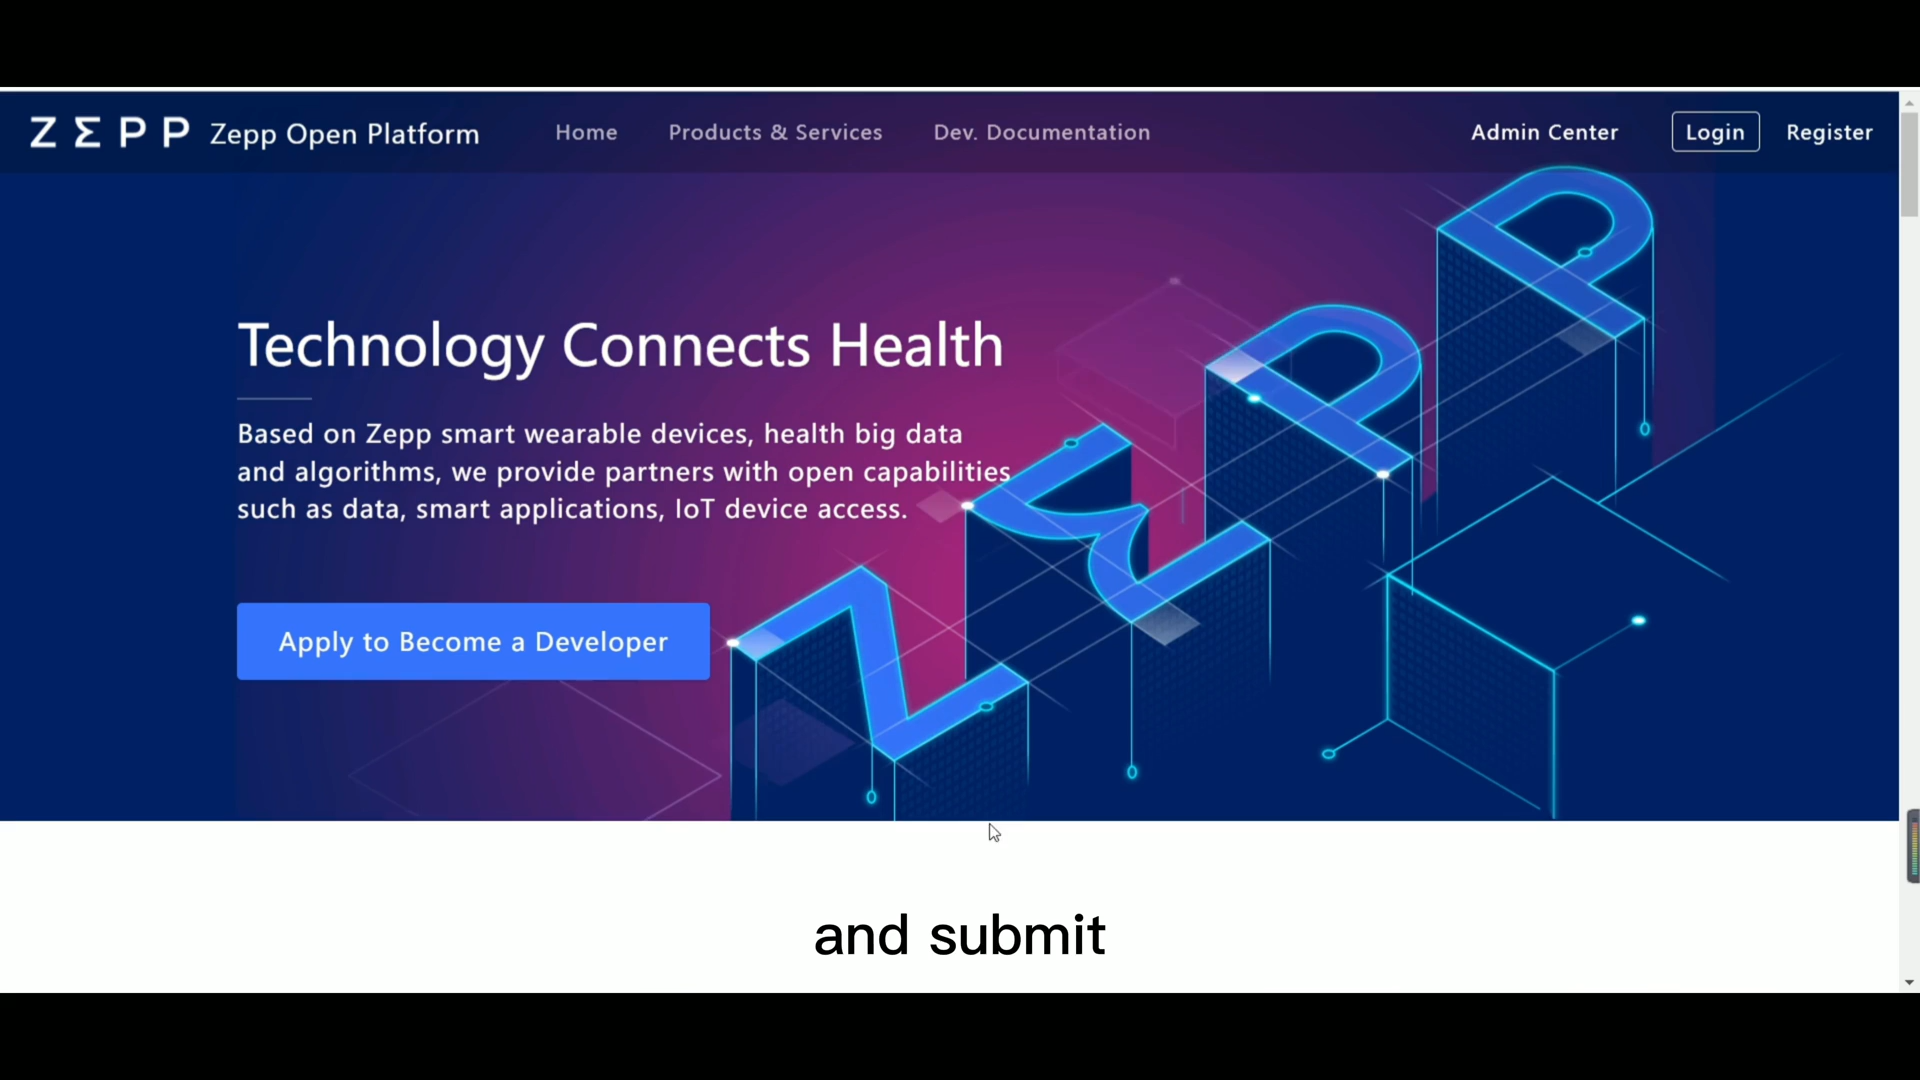 ZΣPP Zepp Open Platform Home Products & Services Dev. Documentation Admin Center Login Register
Technology Connects Health
Based on Zepp smart wearable devices, health big data
and algorithms, we provide partners with open capabilities
such as data, smart applications, IoT device access.
Apply to Become a Developer
ZΣPP
and submit